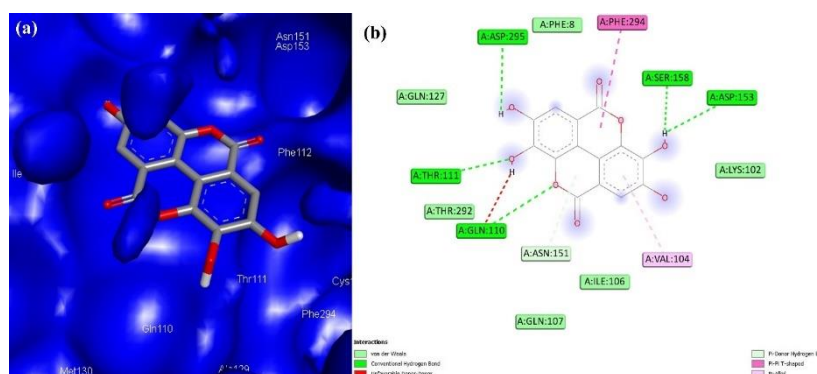 (a)
Asn151
Asp153
Phe112
Ile
Thr111
Cys
Phe294
Gln110
Met130
(b)
A:PHE:8
A:PHE:294
A:ASP:295
A:SER:158
A:GLN:127
A:ASP:153
A:THR:111
A:LYS:102
A:THR:292
A:GLN:110
A:ASN:151
A:VAL:104
A:ILE:106
A:GLN:107
O
O
H
O
O
O
H
O
H
O
O
Interactions
van der Waals
Conventional Hydrogen Bond
Pi-Donor Hydrogen
Pi-Pi T-shaped